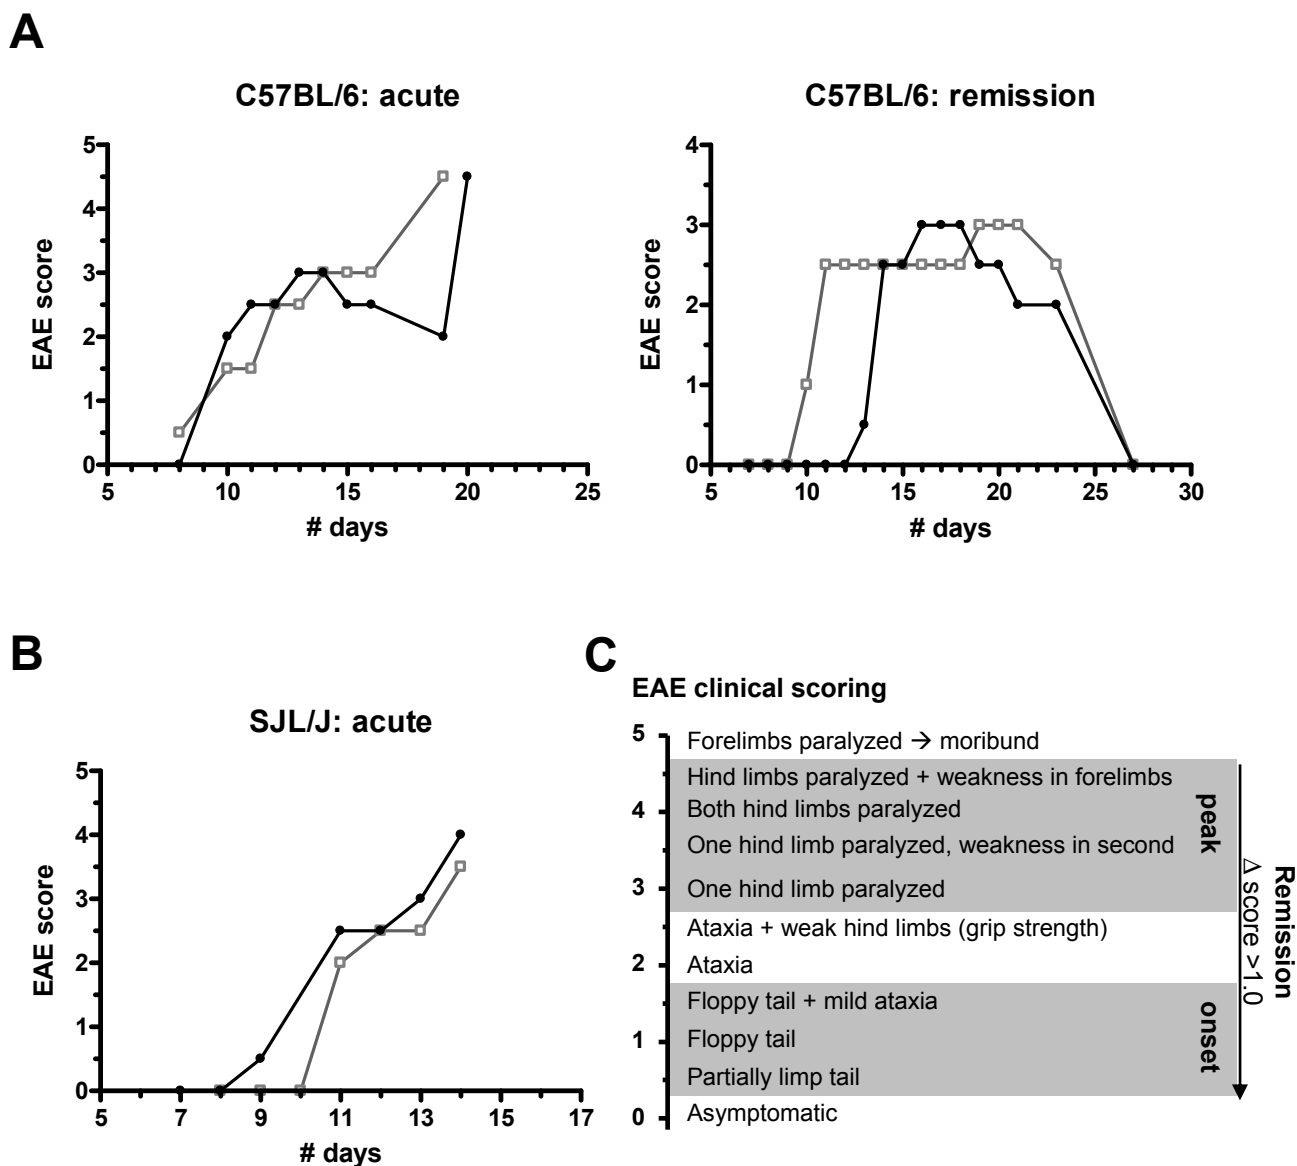 A
C57BL/6: acute
EAE score
5
4
3
2
1
0
5 10 15 20 25
# days
C57BL/6: remission
EAE score
4
3
2
1
0
5 10 15 20 25 30
# days
B
SJL/J: acute
EAE score
5
4
3
2
1
0
5 7 9 11 13 15 17
# days
C
EAE clinical scoring
5 Forelimbs paralyzed → moribund
Hind limbs paralyzed + weakness in forelimbs
4 Both hind limbs paralyzed
One hind limb paralyzed, weakness in second
3 One hind limb paralyzed
Ataxia + weak hind limbs (grip strength)
2 Ataxia
Floppy tail + mild ataxia
1 Floppy tail
Partially limp tail
0 Asymptomatic
peak
onset
Remission
Δ score >1.0